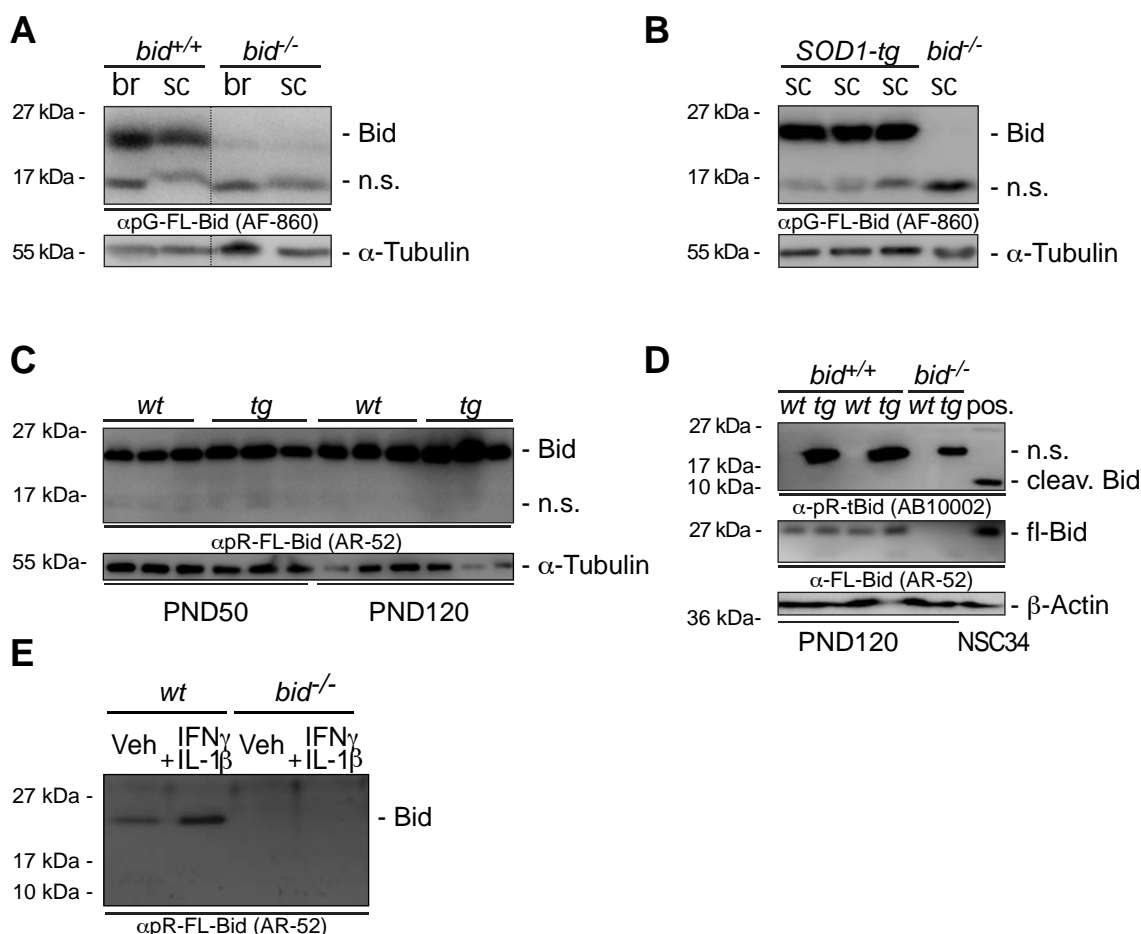 A
bid+/+ bid-/-
br sc br sc
27 kDa -
- Bid
17 kDa -
- n.s.
αpG-FL-Bid (AF-860)
55 kDa -
- α-Tubulin
B
SOD1-tg bid-/-
sc sc sc sc
27 kDa -
- Bid
17 kDa -
- n.s.
αpG-FL-Bid (AF-860)
55 kDa -
- α-Tubulin
C
wt tg wt tg
27 kDa-
- Bid
17 kDa-
- n.s.
αpR-FL-Bid (AR-52)
55 kDa -
- α-Tubulin
PND50 PND120
D
bid+/+ bid-/-
wt tg wt tg wt tg pos.
27 kDa -
- n.s.
17 kDa-
- cleav. Bid
10 kDa-
α-pR-tBid (AB10002)
27 kDa -
- fl-Bid
α-FL-Bid (AR-52)
- β-Actin
36 kDa-
PND120 NSC34
E
wt bid-/-
Veh +IFNγ IL-1β Veh +IFNγ IL-1β
27 kDa -
- Bid
17 kDa -
10 kDa -
αpR-FL-Bid (AR-52)